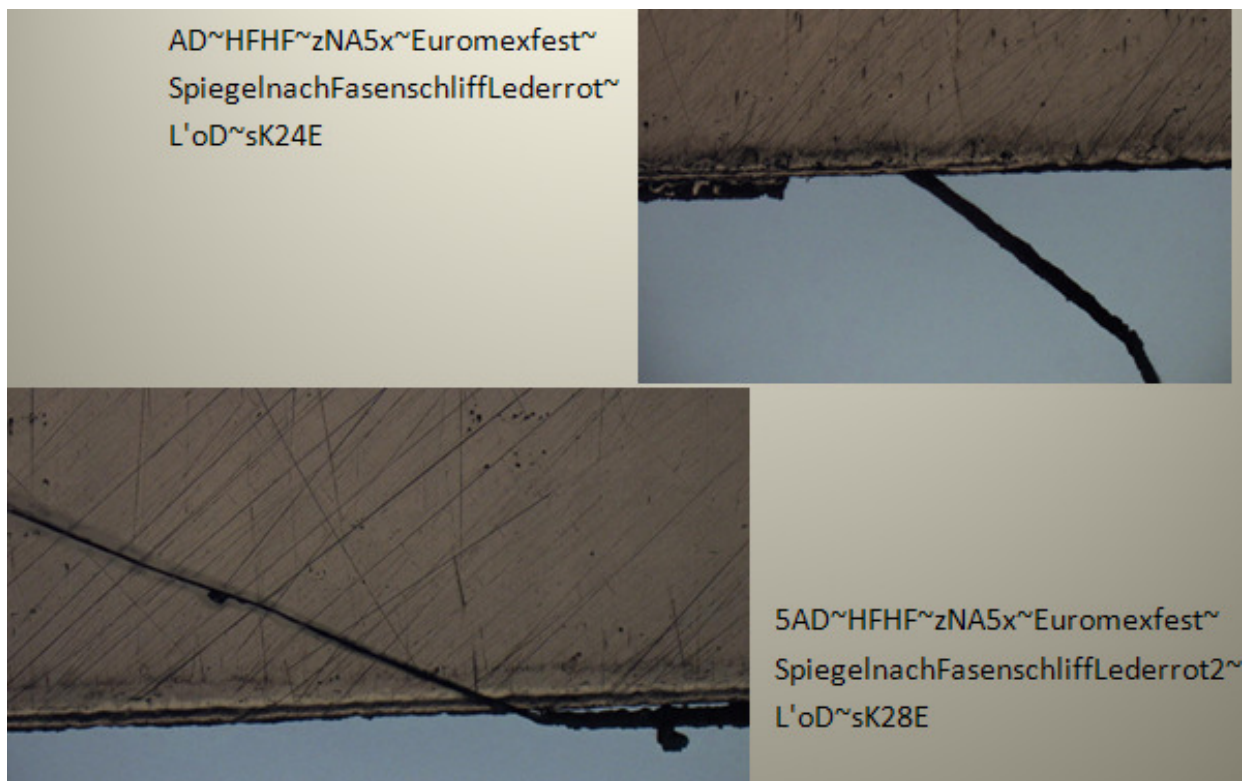 AD~HFHF~zNA5x~Euromexfest~
SpiegelnachFasenschliffLederrot~
L'oD~sK24E
5AD~HFHF~zNA5x~Euromexfest~
SpiegelnachFasenschliffLederrot2~
L'oD~sK28E